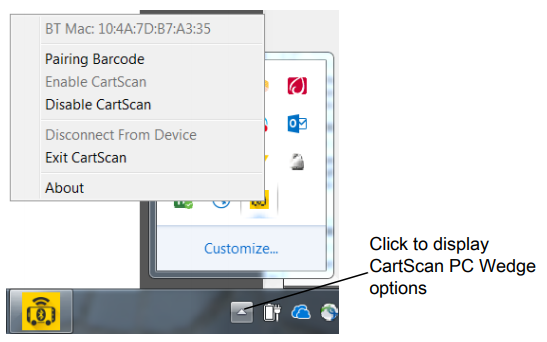 BT Mac: 10:4A:7D:B7:A3:35
Pairing Barcode
Enable CartScan
Disable CartScan
Disconnect From Device
Exit CartScan
About
Customize...
Click to display
CartScan PC Wedge
options